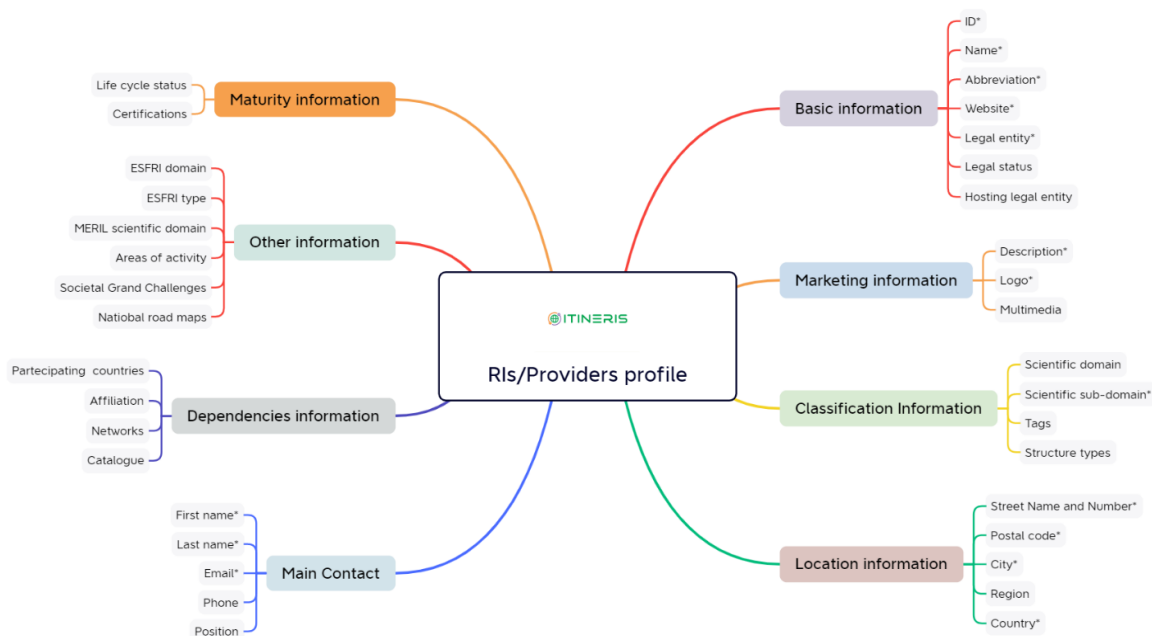 ITINERIS
RIs/Providers profile
Maturity information
Life cycle status
Certifications
Other information
ESFRI domain
ESFRI type
MERIL scientific domain
Areas of activity
Societal Grand Challenges
Natiobal road maps
Dependencies information
Partecipating countries
Affiliation
Networks
Catalogue
Main Contact
First name*
Last name*
Email*
Phone
Position
Basic information
ID*
Name*
Abbreviation*
Website*
Legal entity*
Legal status
Hosting legal entity
Marketing information
Description*
Logo*
Multimedia
Classification Information
Scientific domain
Scientific sub-domain*
Tags
Structure types
Location information
Street Name and Number*
Postal code*
City*
Region
Country*